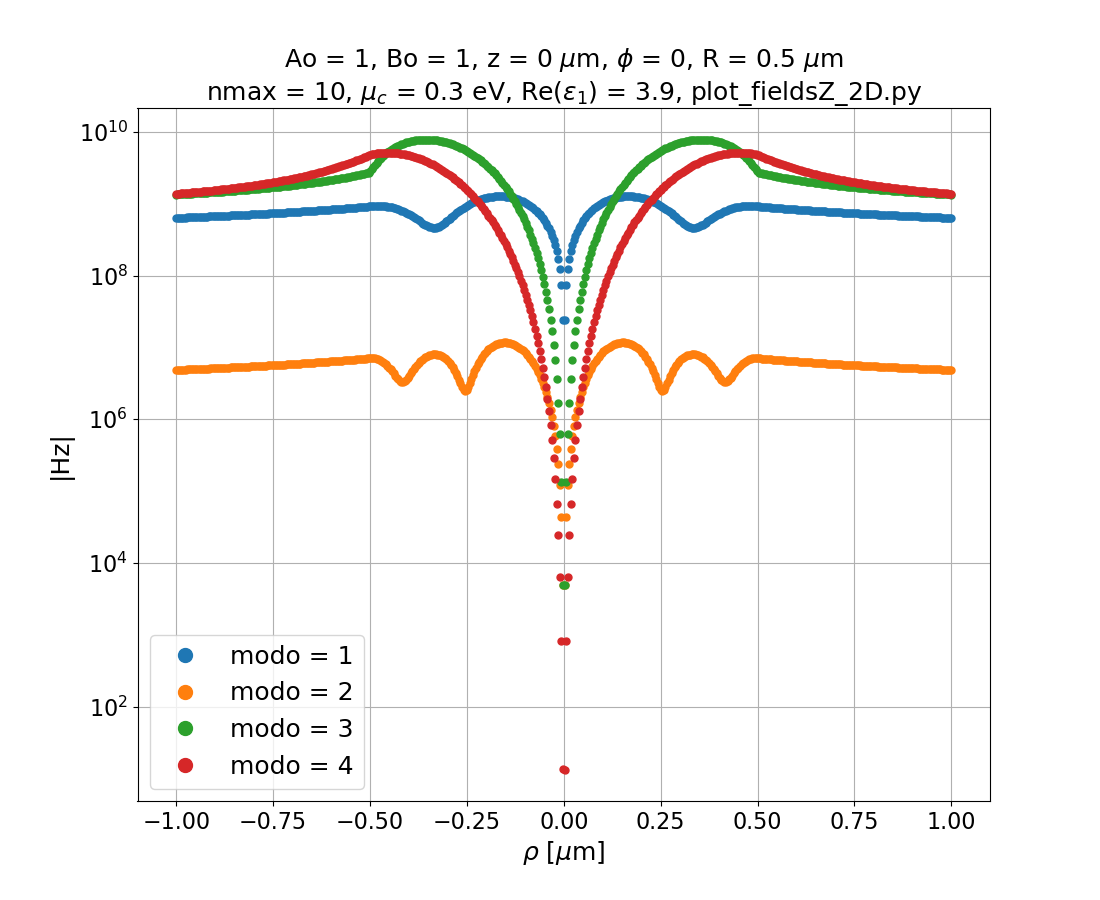 Ao = 1, Bo = 1, z = 0 μm, ϕ = 0, R = 0.5 μm
nmax = 10, μc = 0.3 eV, Re(ε1) = 3.9, plot_fieldsZ_2D.py
|Hz|
10^10
10^8
10^6
10^4
10^2
modo = 1
modo = 2
modo = 3
modo = 4
−1.00 −0.75 −0.50 −0.25 0.00 0.25 0.50 0.75 1.00
ρ [μm]